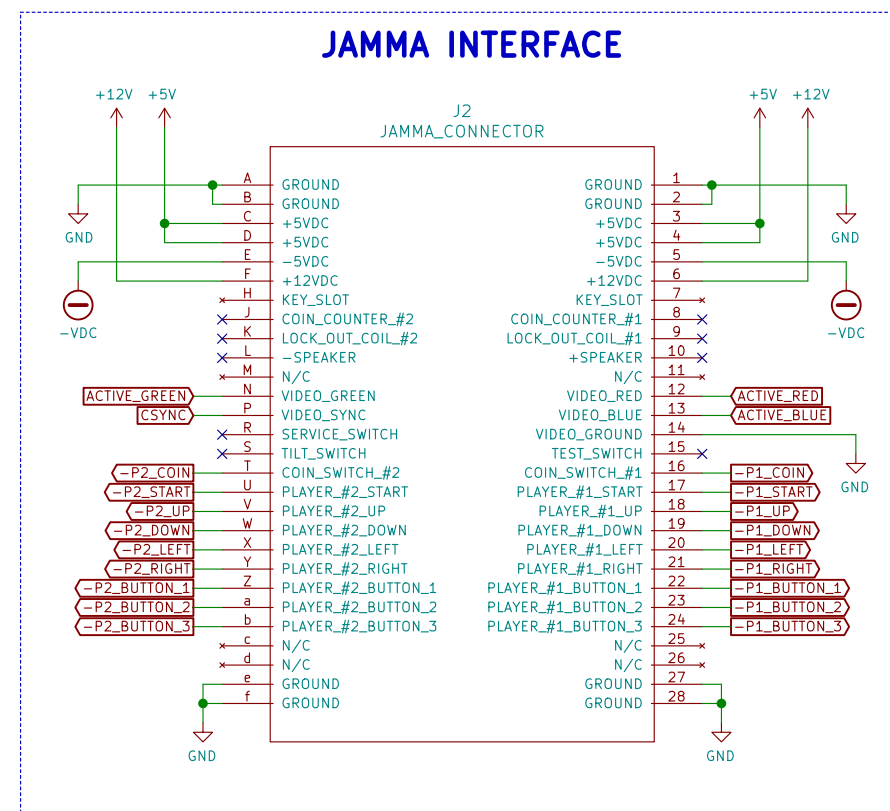 JAMMA INTERFACE
+12V +5V +5V +12V
J2
JAMMA_CONNECTOR
A GROUND GROUND 1
B GROUND GROUND 2
C +5VDC +5VDC 3
GND GND
D +5VDC +5VDC 4
E -5VDC -5VDC 5
F +12VDC +12VDC 6
H KEY_SLOT KEY_SLOT 7
J COIN_COUNTER_#2 COIN_COUNTER_#1 8
-VDC -VDC
K LOCK_OUT_COIL_#2 LOCK_OUT_COIL_#1 9
L -SPEAKER +SPEAKER 10
M N/C N/C 11
ACTIVE_GREEN N VIDEO_GREEN VIDEO_RED 12 ACTIVE_RED
CSYNC P VIDEO_SYNC VIDEO_BLUE 13 ACTIVE_BLUE
R SERVICE_SWITCH VIDEO_GROUND 14
S TILT_SWITCH TEST_SWITCH 15
-P2_COIN T COIN_SWITCH_#2 COIN_SWITCH_#1 16 -P1_COIN
GND
-P2_START U PLAYER_#2_START PLAYER_#1_START 17 -P1_START
-P2_UP V PLAYER_#2_UP PLAYER_#1_UP 18 -P1_UP
-P2_DOWN W PLAYER_#2_DOWN PLAYER_#1_DOWN 19 -P1_DOWN
-P2_LEFT X PLAYER_#2_LEFT PLAYER_#1_LEFT 20 -P1_LEFT
-P2_RIGHT Y PLAYER_#2_RIGHT PLAYER_#1_RIGHT 21 -P1_RIGHT
-P2_BUTTON_1 Z PLAYER_#2_BUTTON_1 PLAYER_#1_BUTTON_1 22 -P1_BUTTON_1
-P2_BUTTON_2 a PLAYER_#2_BUTTON_2 PLAYER_#1_BUTTON_2 23 -P1_BUTTON_2
-P2_BUTTON_3 b PLAYER_#2_BUTTON_3 PLAYER_#1_BUTTON_3 24 -P1_BUTTON_3
c N/C N/C 25
d N/C N/C 26
e GROUND GROUND 27
f GROUND GROUND 28
GND GND